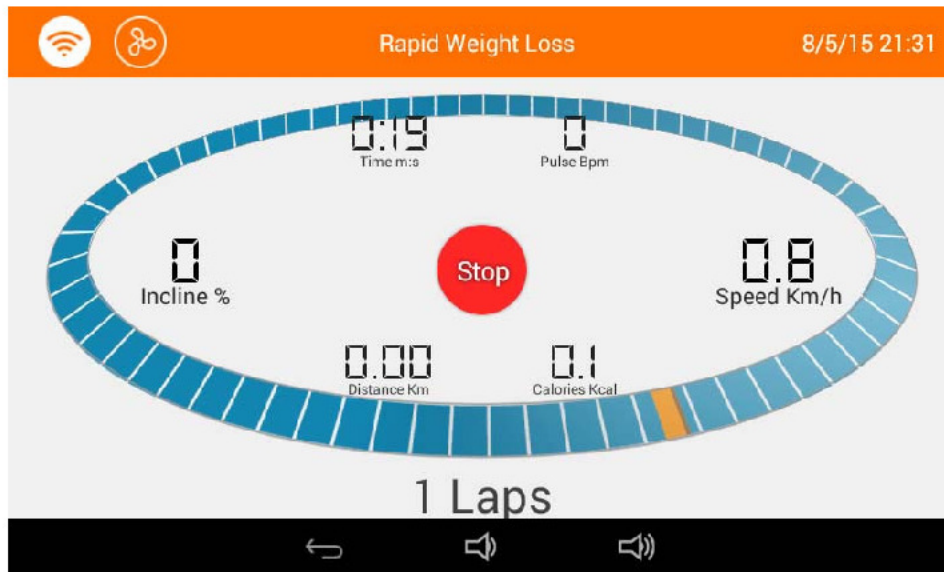 Rapid Weight Loss
8/5/15 21:31
0:19
Time m:s
0
Pulse Bpm
0
Incline %
Stop
0.8
Speed Km/h
0.00
Distance Km
0.1
Calories Kcal
1 Laps